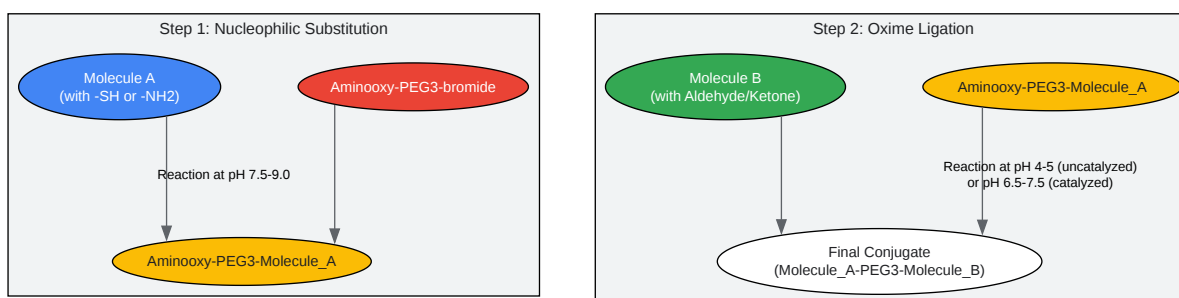 Step 1: Nucleophilic Substitution
Molecule A
(with -SH or -NH2)
Aminooxy-PEG3-bromide
Reaction at pH 7.5-9.0
Aminooxy-PEG3-Molecule_A
Step 2: Oxime Ligation
Molecule B
(with Aldehyde/Ketone)
Aminooxy-PEG3-Molecule_A
Reaction at pH 4-5 (uncatalyzed)
or pH 6.5-7.5 (catalyzed)
Final Conjugate
(Molecule_A-PEG3-Molecule_B)